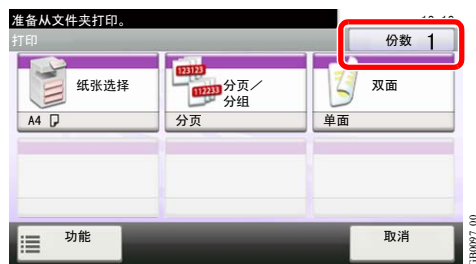 准备从文件夹打印。
打印
份数 1
纸张选择
A4
123123
112233
分页／
分组
分页
双面
单面
功能
取消
GB0097_00